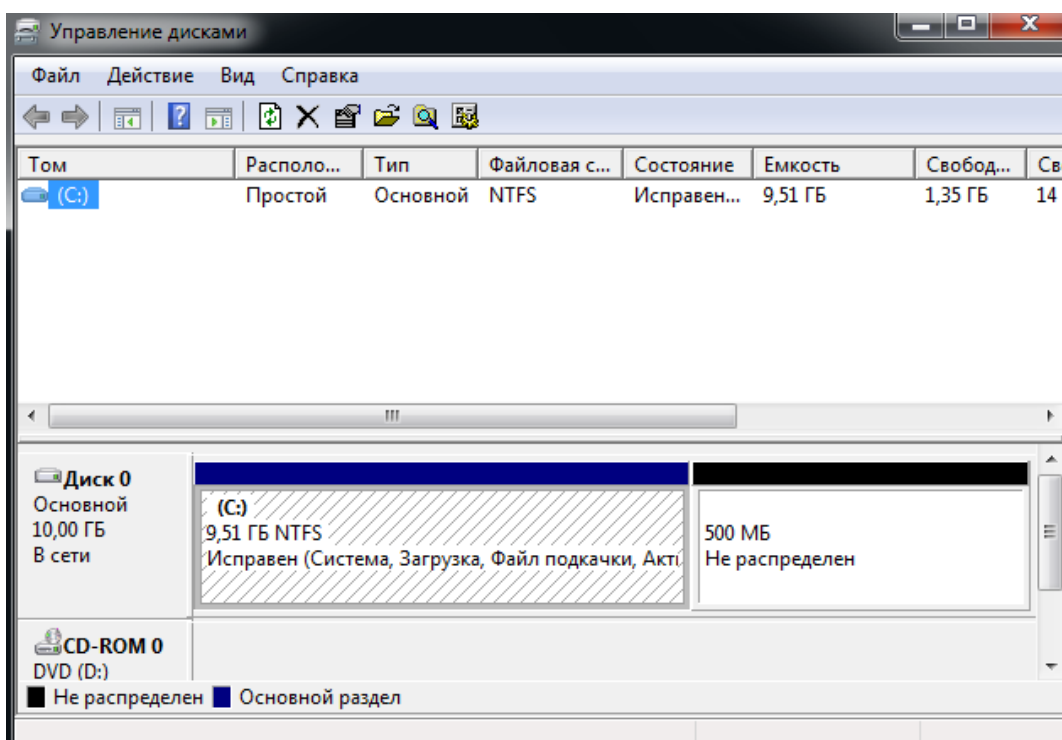 Управление дисками
Файл Действие Вид Справка
Том Располо... Тип Файловая с... Состояние Емкость Свобод... Св
(C:) Простой Основной NTFS Исправен... 9,51 ГБ 1,35 ГБ 14
Диск 0
Основной
10,00 ГБ
В сети
(C:)
9,51 ГБ NTFS
Исправен (Система, Загрузка, Файл подкачки, Акти
500 МБ
Не распределен
CD-ROM 0
DVD (D:)
Не распределен Основной раздел